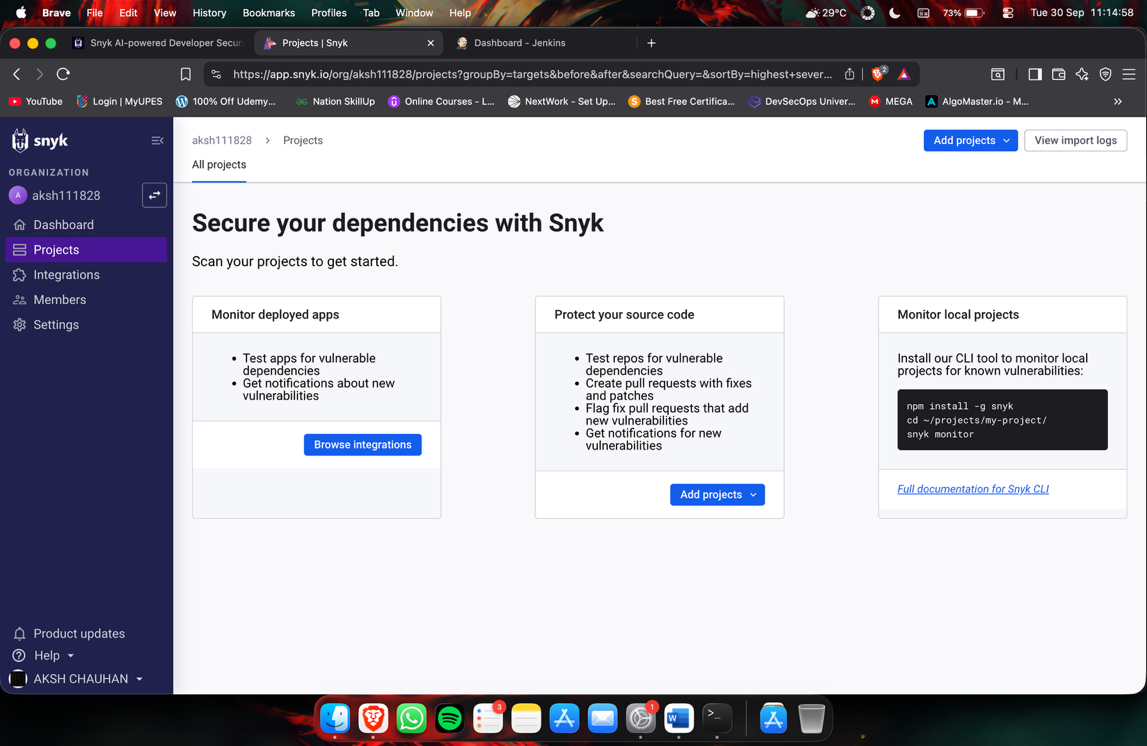 Brave File Edit View History Bookmarks Profiles Tab Window Help 29°C 73% Tue 30 Sep 11:14:58
Snyk AI-powered Developer Secur Projects | Snyk Dashboard - Jenkins
https://app.snyk.io/org/aksh111828/projects?groupBy=targets&before&after&searchQuery=&sortBy=highest+sever... 2
YouTube Login | MyUPES 100% Off Udemy... Nation SkillUp Online Courses - L... NextWork - Set Up... Best Free Certifica... DevSecOps Univer... MEGA AlgoMaster.io - M... »
snyk
ORGANIZATION
A aksh111828
Dashboard
Projects
Integrations
Members
Settings
Product updates
Help
AKSH CHAUHAN
aksh111828 > Projects
Add projects
View import logs
All projects
Secure your dependencies with Snyk
Scan your projects to get started.
Monitor deployed apps
• Test apps for vulnerable
dependencies
• Get notifications about new
vulnerabilities
Browse integrations
Protect your source code
• Test repos for vulnerable
dependencies
• Create pull requests with fixes
and patches
• Flag fix pull requests that add
new vulnerabilities
• Get notifications for new
vulnerabilities
Add projects
Monitor local projects
Install our CLI tool to monitor local
projects for known vulnerabilities:
npm install -g snyk
cd ~/projects/my-project/
snyk monitor
Full documentation for Snyk CLI
3
1
W
>_